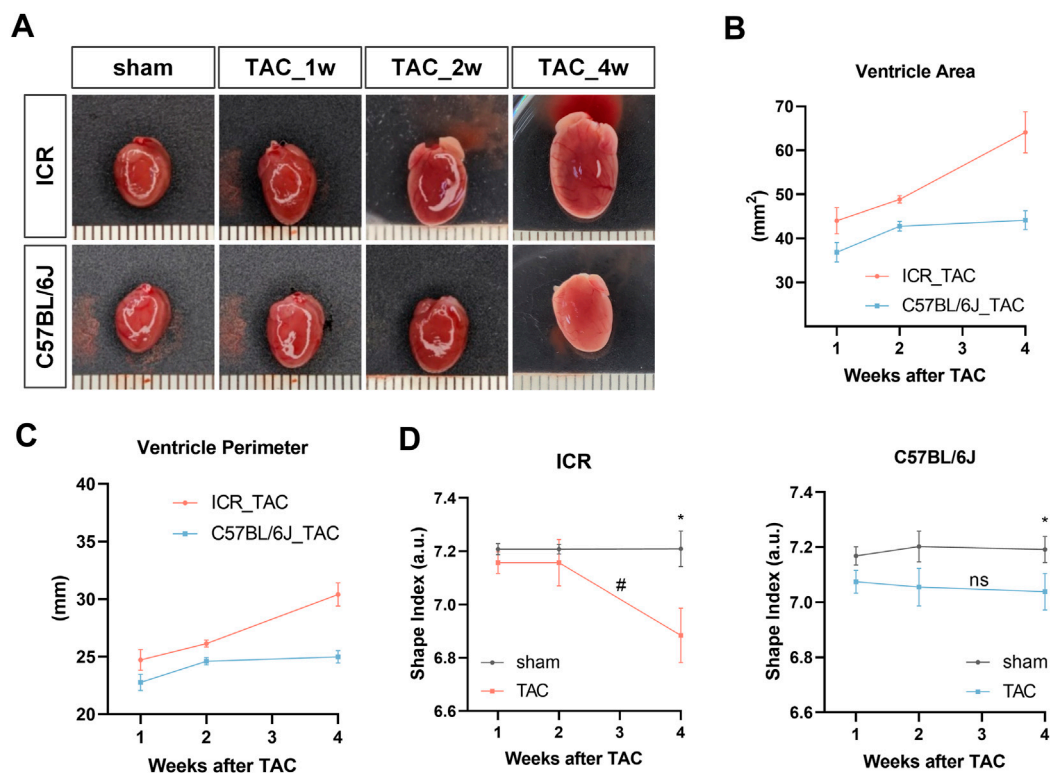 A
sham
TAC_1w
TAC_2w
TAC_4w
ICR
C57BL/6J
B
Ventricle Area
(mm²)
70
60
50
40
30
ICR_TAC
C57BL/6J_TAC
1 2 3 4
Weeks after TAC
C
Ventricle Perimeter
(mm)
40
35
30
25
20
ICR_TAC
C57BL/6J_TAC
1 2 3 4
Weeks after TAC
D
ICR
Shape Index (a.u.)
7.4
7.2
7.0
6.8
6.6
*
#
sham
TAC
1 2 3 4
Weeks after TAC
C57BL/6J
Shape Index (a.u.)
7.4
7.2
7.0
6.8
6.6
*
ns
sham
TAC
1 2 3 4
Weeks after TAC